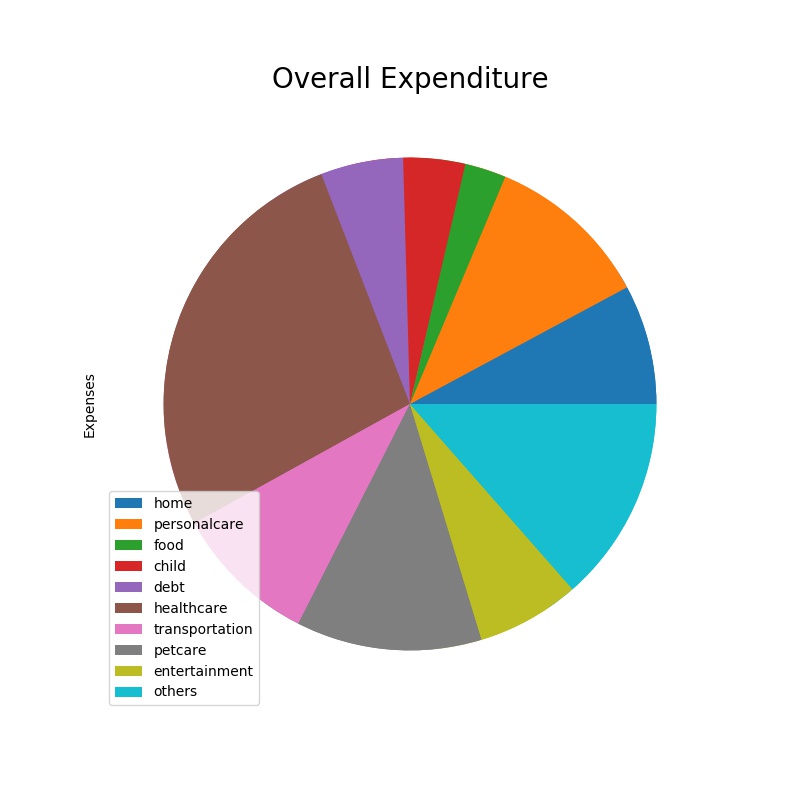 Overall Expenditure
Expenses
home
personalcare
food
child
debt
healthcare
transportation
petcare
entertainment
others